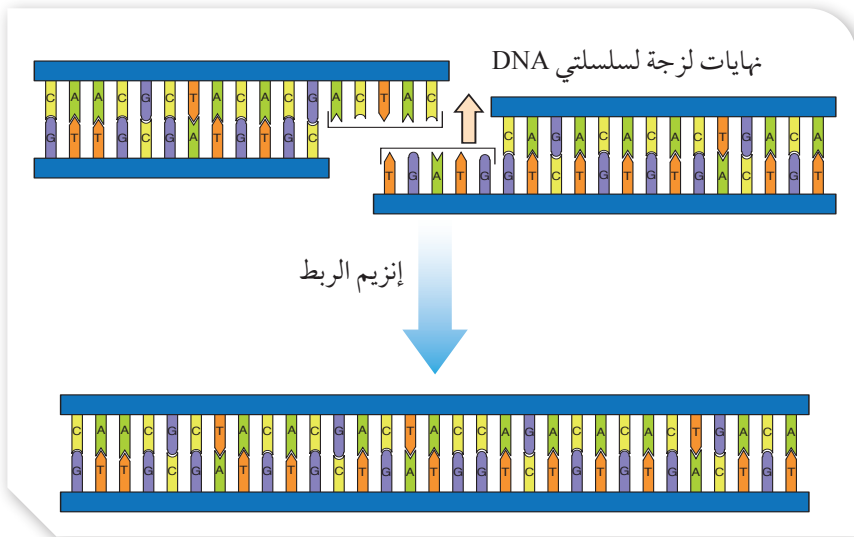 نهايات لزجة لسلسلتي DNA
C A A C G C T A C A C G A C T A C
G T T G C G A T G T G C
C A G A C A C A C T G A C A
T G A T G G T C T G T G T G A C T G T
إنزيم الربط
C A A C G C T A C A C G A C T A C C A G A C A C A C T G A C A
G T T G C G A T G T G C T G A T G G T C T G T G T G A C T G T